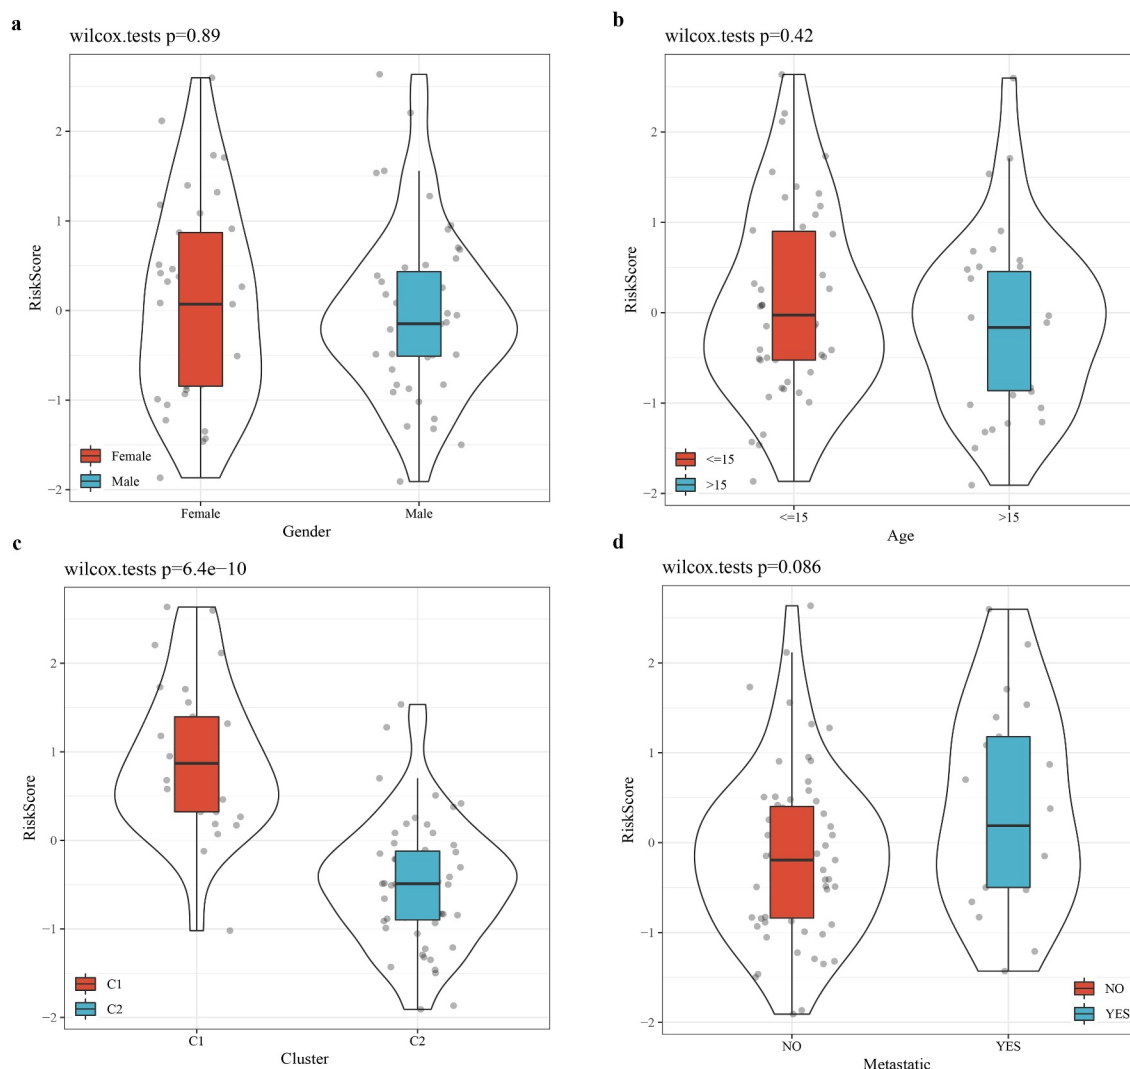 a
wilcox.tests p=0.89
RiskScore
2
1
0
−1
−2
Female
Male
Female
Male
Gender
b
wilcox.tests p=0.42
RiskScore
2
1
0
−1
−2
<=15
>15
<=15
>15
Age
c
wilcox.tests p=6.4e−10
RiskScore
2
1
0
−1
−2
C1
C2
C1
C2
Cluster
d
wilcox.tests p=0.086
RiskScore
2
1
0
−1
−2
NO
YES
NO
YES
Metastatic